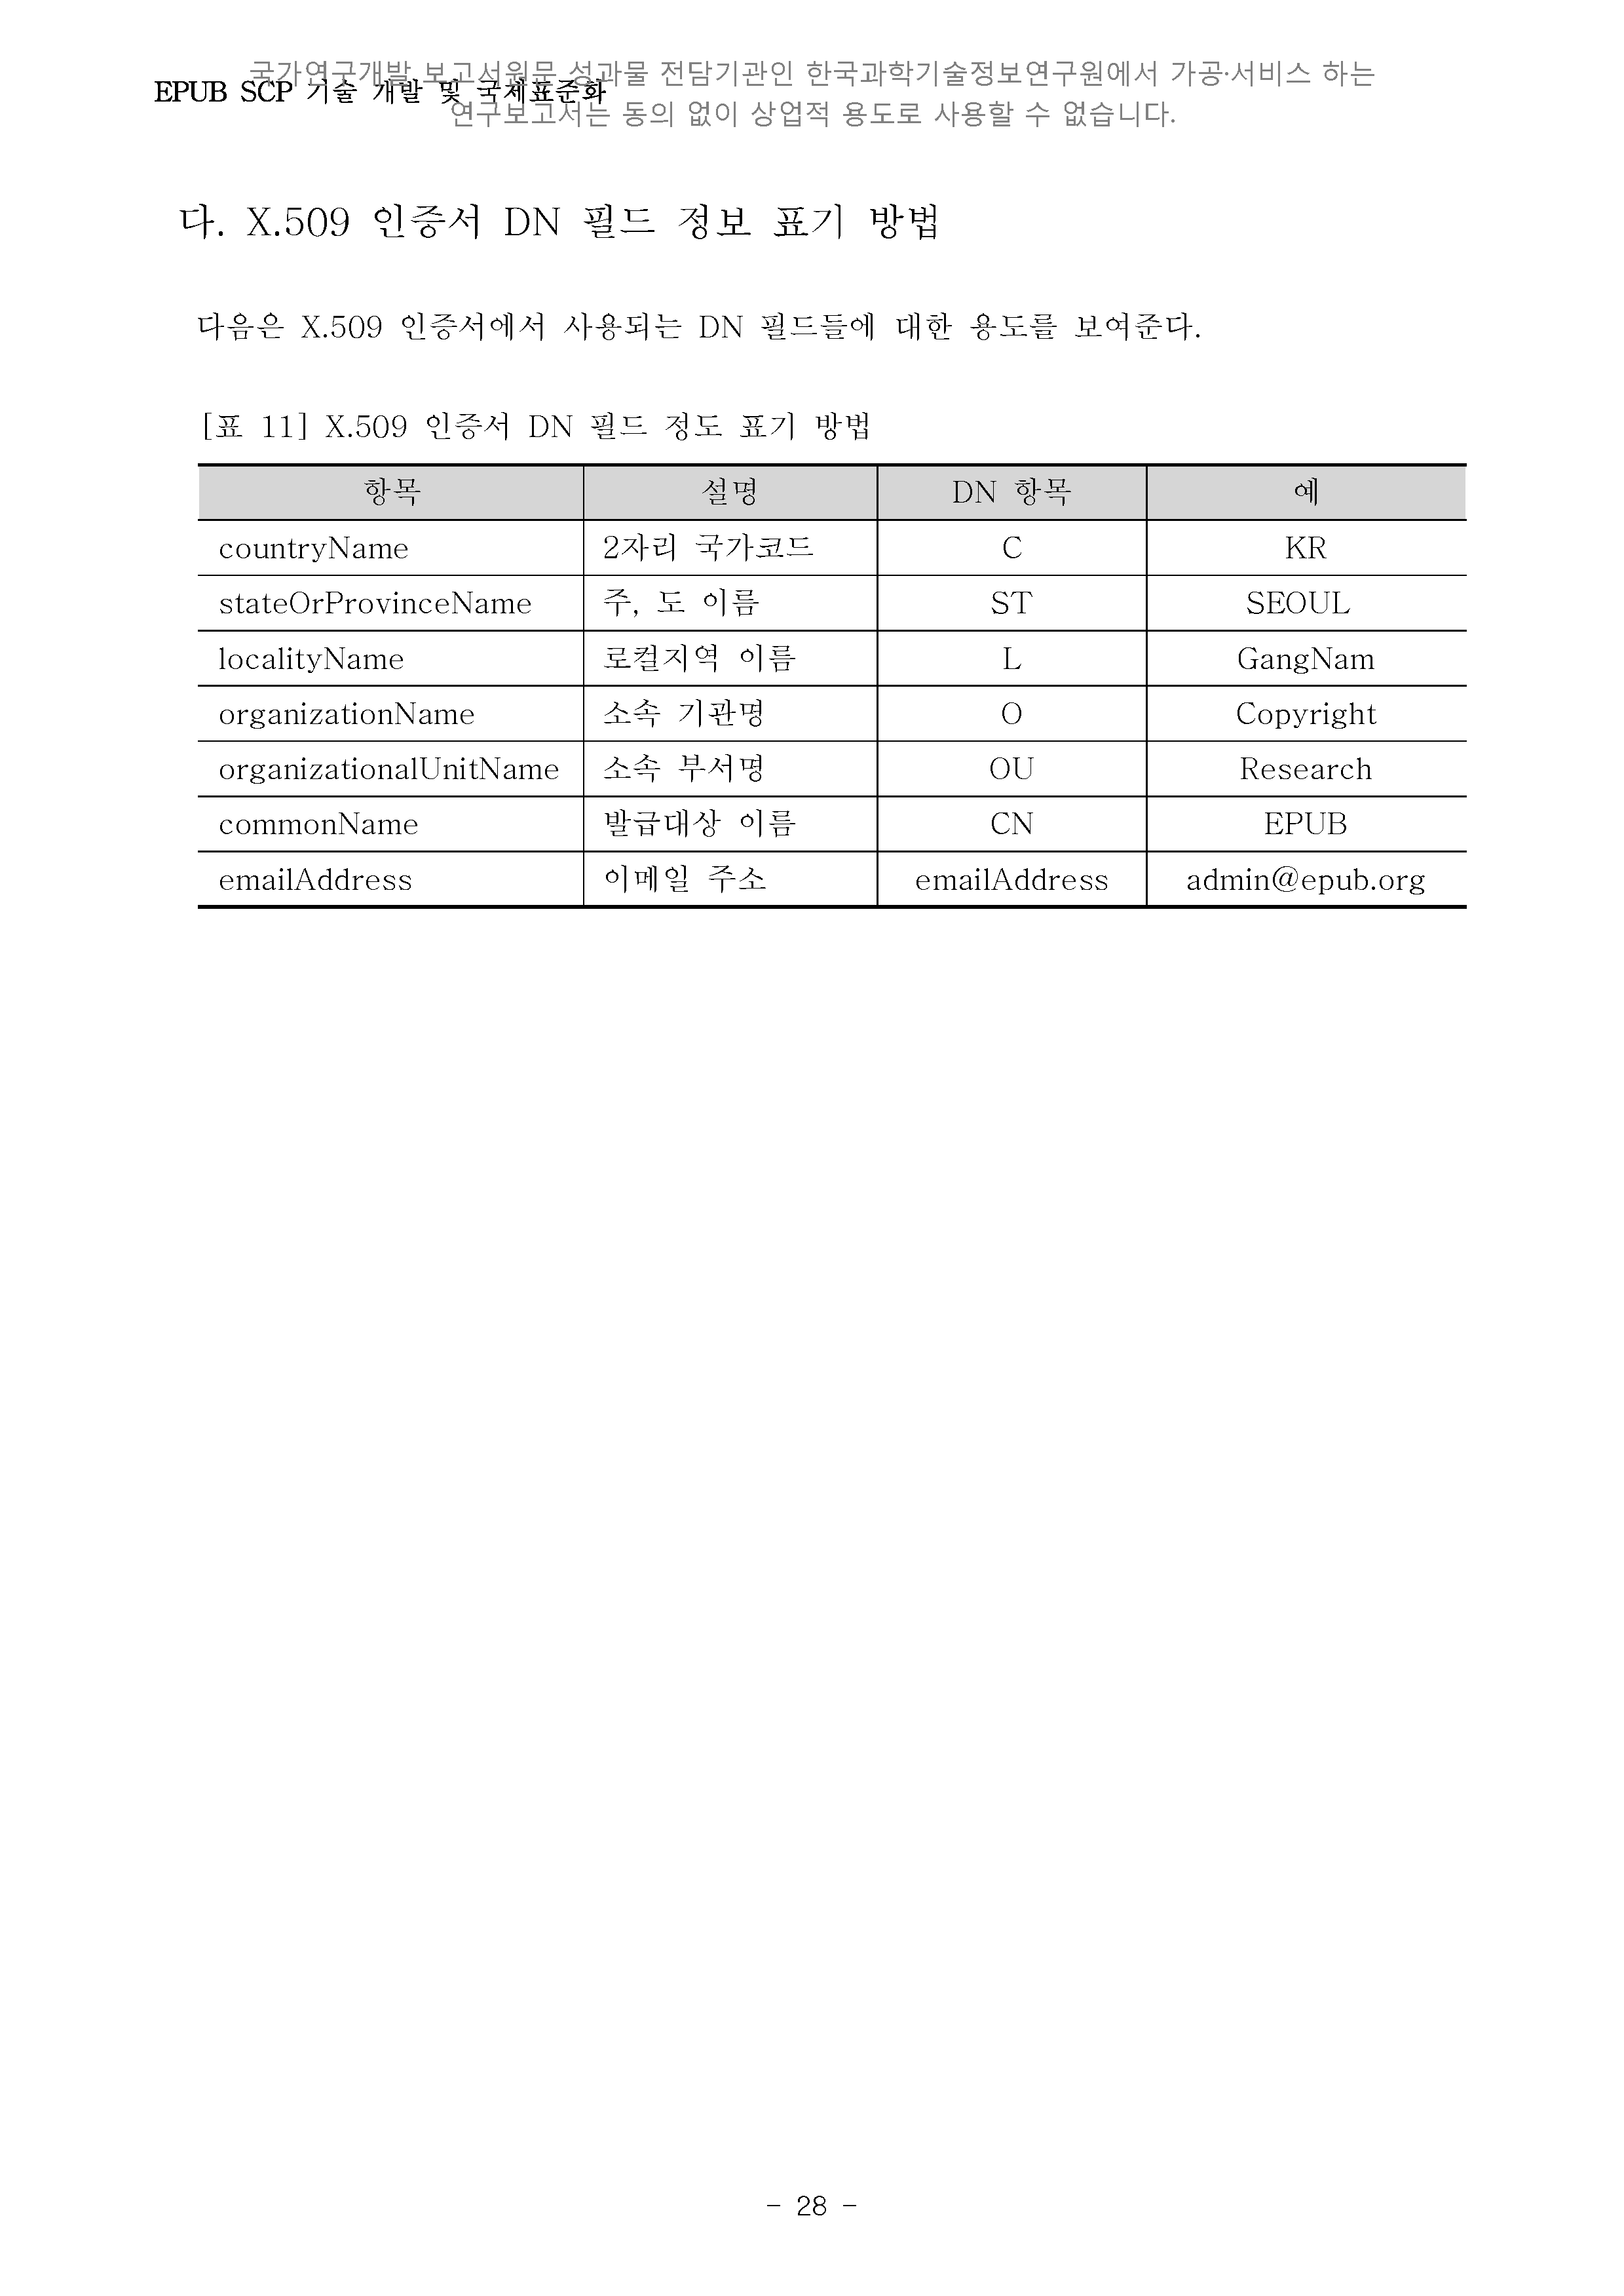 국가연구개발 보고서원문 성과물 전담기관인 한국과학기술정보연구원에서 가공·서비스 하는
EPUB SCP 기술 개발 및 국제표준화
연구보고서는 동의 없이 상업적 용도로 사용할 수 없습니다.
다. X.509 인증서 DN 필드 정보 표기 방법
다음은 X.509 인증서에서 사용되는 DN 필드들에 대한 용도를 보여준다.
[표 11] X.509 인증서 DN 필드 정도 표기 방법
항목 설명 DN 항목 예
countryName 2자리 국가코드 C KR
stateOrProvinceName 주, 도 이름 ST SEOUL
localityName 로컬지역 이름 L GangNam
organizationName 소속 기관명 O Copyright
organizationalUnitName 소속 부서명 OU Research
commonName 발급대상 이름 CN EPUB
emailAddress 이메일 주소 emailAddress admin@epub.org
- 28 -